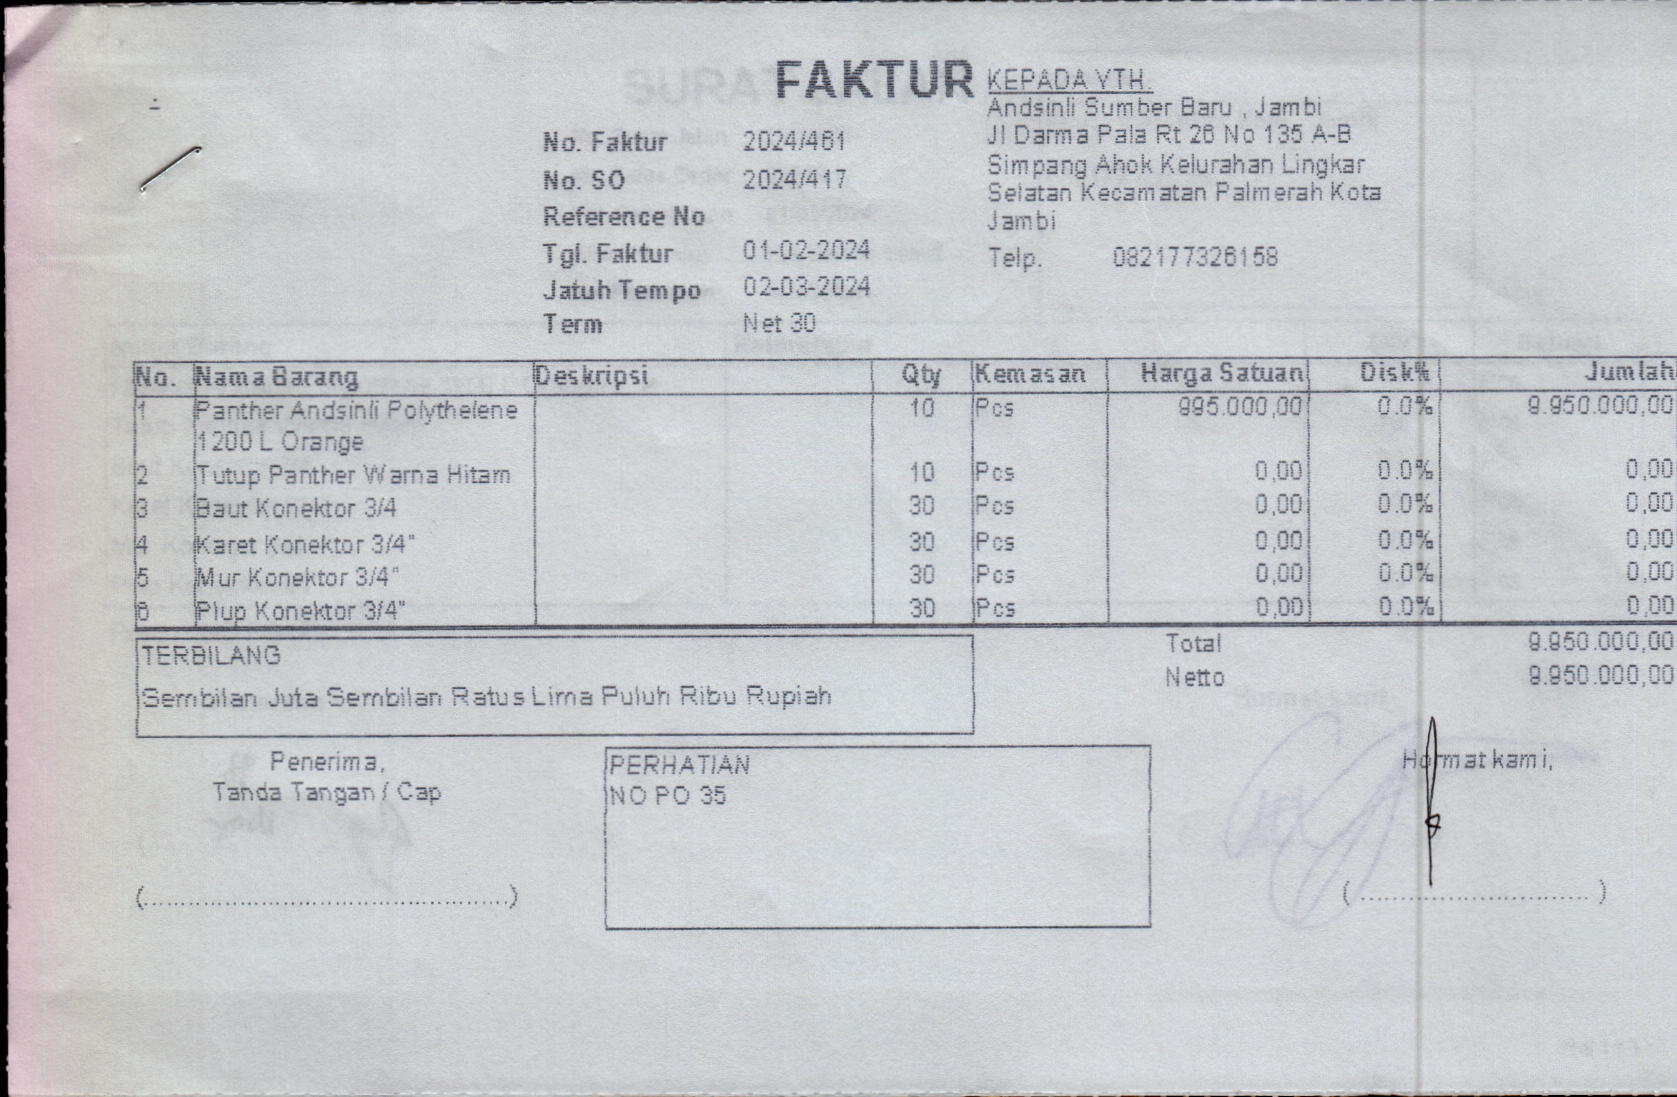 FAKTUR
No. Faktur 2024/461
No. SO 2024/417
Reference No
Tgl. Faktur 01-02-2024
Jatuh Tempo 02-03-2024
Term Net 30
KEPADA YTH.
Andsinli Sumber Baru , Jambi
Jl Darma Pala Rt 26 No 135 A-B
Simpang Ahok Kelurahan Lingkar
Selatan Kecamatan Palmerah Kota
Jambi
Telp. 082177326158
No. Nama Barang Deskripsi Qty Kemasan Harga Satuan Disk% Jumlah
1 Panther Andsinli Polythelene 10 Pcs 995.000,00 0.0% 9.950.000,00
1200 L Orange
2 Tutup Panther Warna Hitam 10 Pcs 0,00 0.0% 0,00
3 Baut Konektor 3/4 30 Pcs 0,00 0.0% 0,00
4 Karet Konektor 3/4" 30 Pcs 0,00 0.0% 0,00
5 Mur Konektor 3/4" 30 Pcs 0,00 0.0% 0,00
6 Plup Konektor 3/4" 30 Pcs 0,00 0.0% 0,00
Total 9.950.000,00
Netto 9.950.000,00
TERBILANG
Sembilan Juta Sembilan Ratus Lima Puluh Ribu Rupiah
Penerima,
Tanda Tangan / Cap
(................................................)
PERHATIAN
NO PO 35
Hormat kami,
( .............................. )